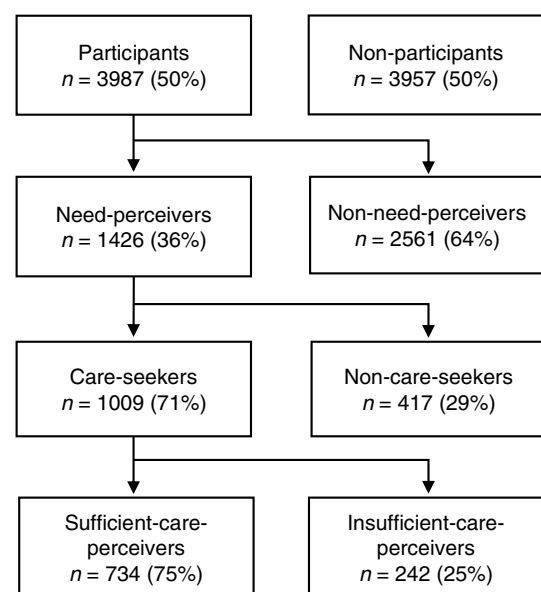 Participants
n = 3987 (50%)
Non-participants
n = 3957 (50%)
Need-perceivers
n = 1426 (36%)
Non-need-perceivers
n = 2561 (64%)
Care-seekers
n = 1009 (71%)
Non-care-seekers
n = 417 (29%)
Sufficient-care-
perceivers
n = 734 (75%)
Insufficient-care-
perceivers
n = 242 (25%)